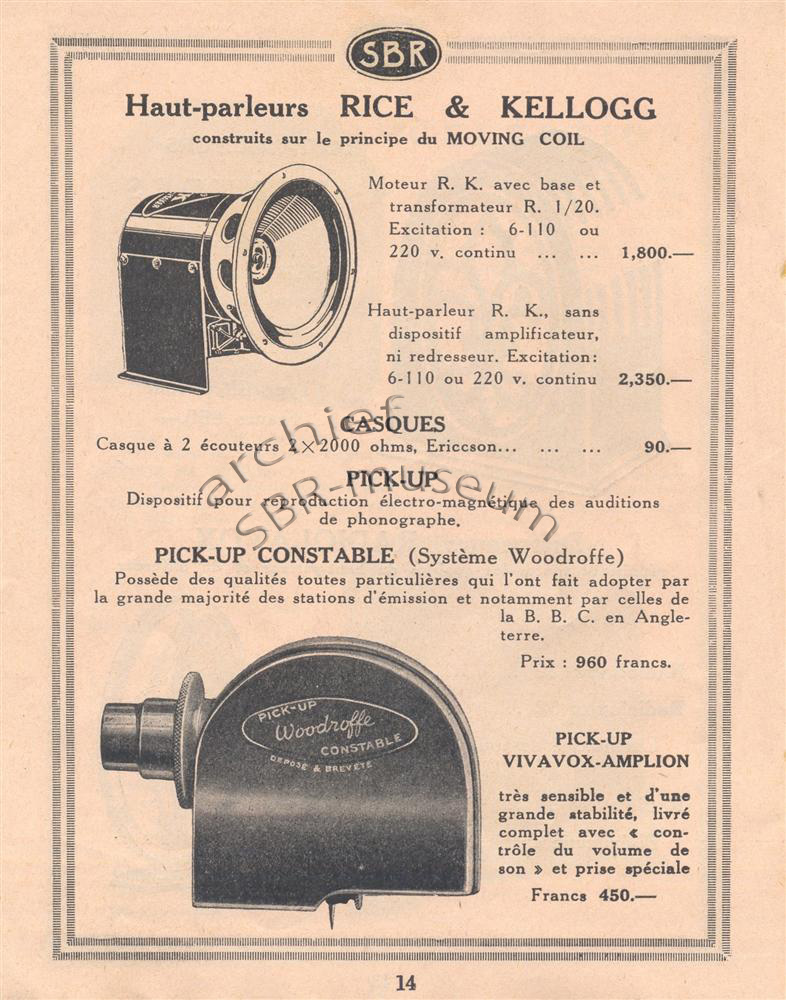 SBR
Haut-parleurs RICE & KELLOGG
construits sur le principe du MOVING COIL
Moteur R. K. avec base et
transformateur R. 1/20.
Excitation : 6-110 ou
220 v. continu ... ... 1,800.—
Haut-parleur R. K., sans
dispositif amplificateur,
ni redresseur. Excitation:
6-110 ou 220 v. continu 2,350.—
CASQUES
Casque à 2 écouteurs 2×2000 ohms, Ericcson... ... ... 90.—
PICK-UP
Dispositif pour reproduction électro-magnétique des auditions
de phonographe.
archief
SBR-museum
PICK-UP CONSTABLE (Système Woodroffe)
Possède des qualités toutes particulières qui l'ont fait adopter par
la grande majorité des stations d'émission et notamment par celles de
la B. B. C. en Angle-
terre.
Prix : 960 francs.
PICK-UP
Woodroffe
CONSTABLE
DEPOSÉ & BREVETÉ
PICK-UP
VIVAVOX-AMPLION
très sensible et d'une
grande stabilité, livré
complet avec « con-
trôle du volume de
son » et prise spéciale
Francs 450.—
14